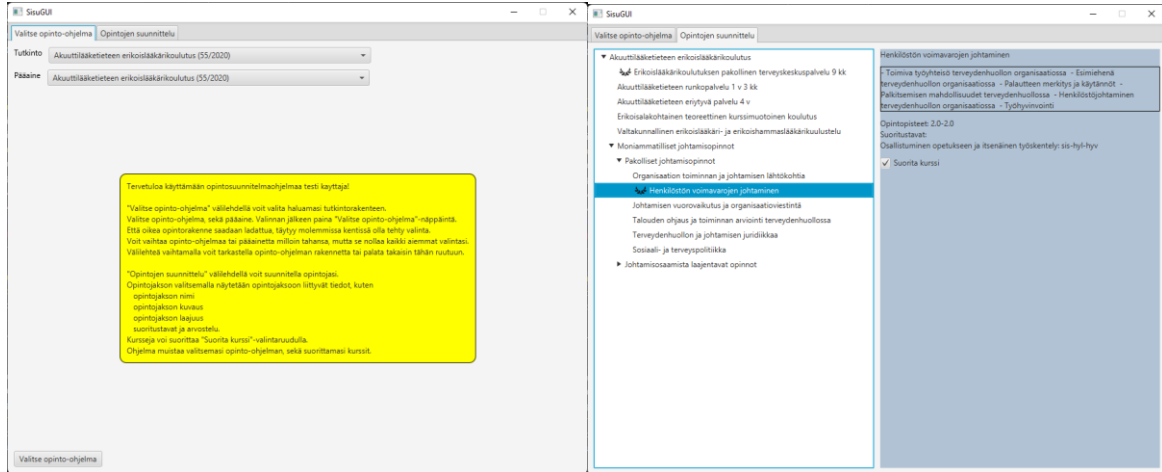 SisuGUI
Valitse opinto-ohjelma Opintojen suunnittelu
Tutkinto Akuuttilääketieteen erikoislääkärikoulutus (55/2020)
Pääaine Akuuttilääketieteen erikoislääkärikoulutus (55/2020)
Tervetuloa käyttämään opintosuunnitelmaohjelmaa testi kayttaja!
"Valitse opinto-ohjelma" välilehdellä voit valita haluamasi tutkintorakenteen.
Valitse opinto-ohjelma, sekä pääaine. Valinnan jälkeen paina "Valitse opinto-ohjelma"-näppäintä.
Että oikea opintorakenne saadaan ladattua, täytyy molemmissa kentissä olla tehty valinta.
Voit vaihtaa opinto-ohjelmaa tai pääainetta milloin tahansa, mutta se nollaa kaikki aiemmat valintasi.
Välilehteä vaihtamalla voit tarkastella opinto-ohjelman rakennetta tai palata takaisin tähän ruutuun.
"Opintojen suunnittelu" välilehdellä voit suunnitella opintojasi.
Opintojakson valitsemalla näytetään opintojaksoon liittyvät tiedot, kuten
opintojakson nimi
opintojakson kuvaus
opintojakson laajuus
suoritustavat ja arvostelu.
Kursseja voi suorittaa "Suorita kurssi"-valintaruudulla.
Ohjelma muistaa valitsemasi opinto-ohjelman, sekä suorittamasi kurssit.
Valitse opinto-ohjelma
SisuGUI
Valitse opinto-ohjelma Opintojen suunnittelu
Akuuttilääketieteen erikoislääkärikoulutus
Erikoislääkärikoulutuksen pakollinen terveyskeskuspalvelu 9 kk
Akuuttilääketieteen runkopalvelu 1 v 3 kk
Akuuttilääketieteen eriytyvä palvelu 4 v
Erikoisalakohtainen teoreettinen kurssimuotoinen koulutus
Valtakunnallinen erikoislääkäri- ja erikoishammaslääkärikuulustelu
Moniammatilliset johtamisopinnot
Pakolliset johtamisopinnot
Organisaation toiminnan ja johtamisen lähtökohtia
Henkilöstön voimavarojen johtaminen
Johtamisen vuorovaikutus ja organisaatioviestintä
Talouden ohjaus ja toiminnan arviointi terveydenhuollossa
Terveydenhuollon ja johtamisen juridiikkaa
Sosiaali- ja terveyspolitiikka
Johtamisosaamista laajentavat opinnot
Henkilöstön voimavarojen johtaminen
- Toimiva työyhteisö terveydenhuollon organisaatiossa - Esimiehenä
terveydenhuollon organisaatiossa - Palautteen merkitys ja käytännöt -
Palkitsemisen mahdollisuudet terveydenhuollossa - Henkilöstöjohtaminen
terveydenhuollon organisaatiossa - Työhyvinvointi
Opintopisteet: 2.0-2.0
Suoritustavat:
Osallistuminen opetukseen ja itsenäinen työskentely: sis-hyl-hyv
Suorita kurssi